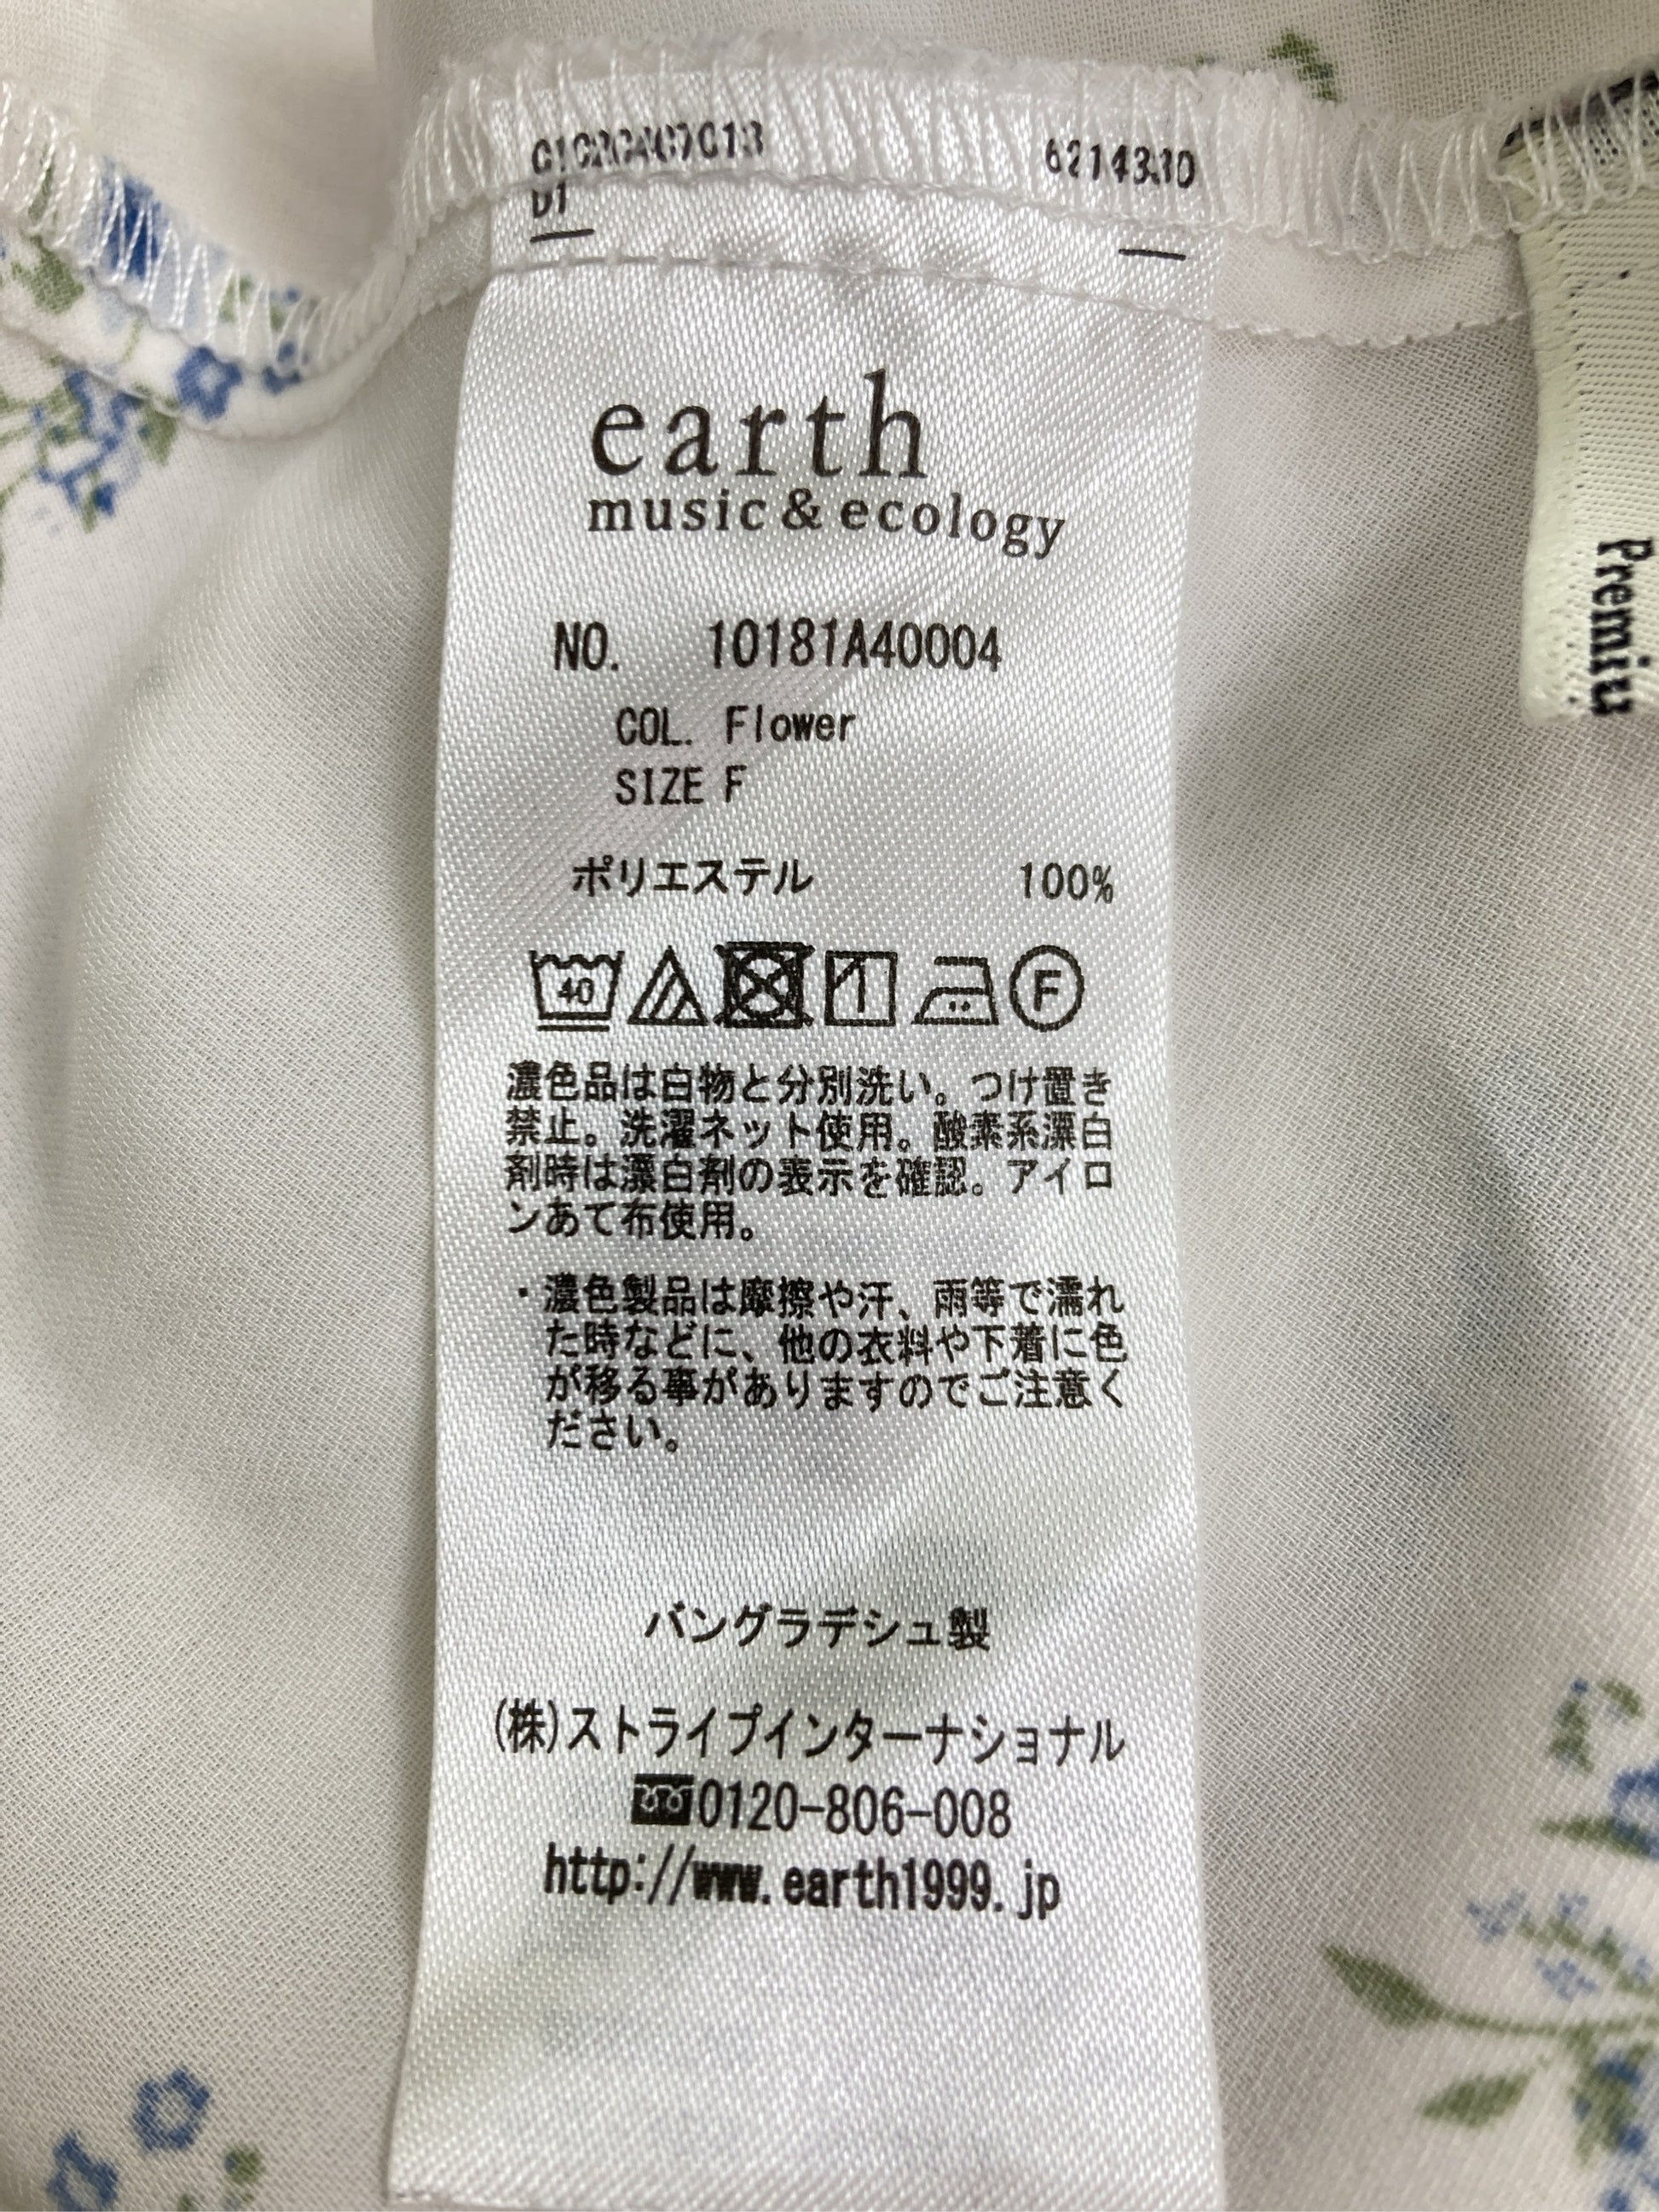 D1
earth
music & ecology
NO. 10181A40004
COL. Flower
SIZE F
ポリエステル 100%
40
F
濃色品は白物と分別洗い。つけ置き
禁止。洗濯ネット使用。酸素系漂白
剤時は漂白剤の表示を確認。アイロ
ンあて布使用。
・濃色製品は摩擦や汗、雨等で濡れ
た時などに、他の衣料や下着に色
が移る事がありますのでご注意く
ださい。
バングラデシュ製
(株)ストライプインターナショナル
0120-806-008
http://www.earth1999.jp